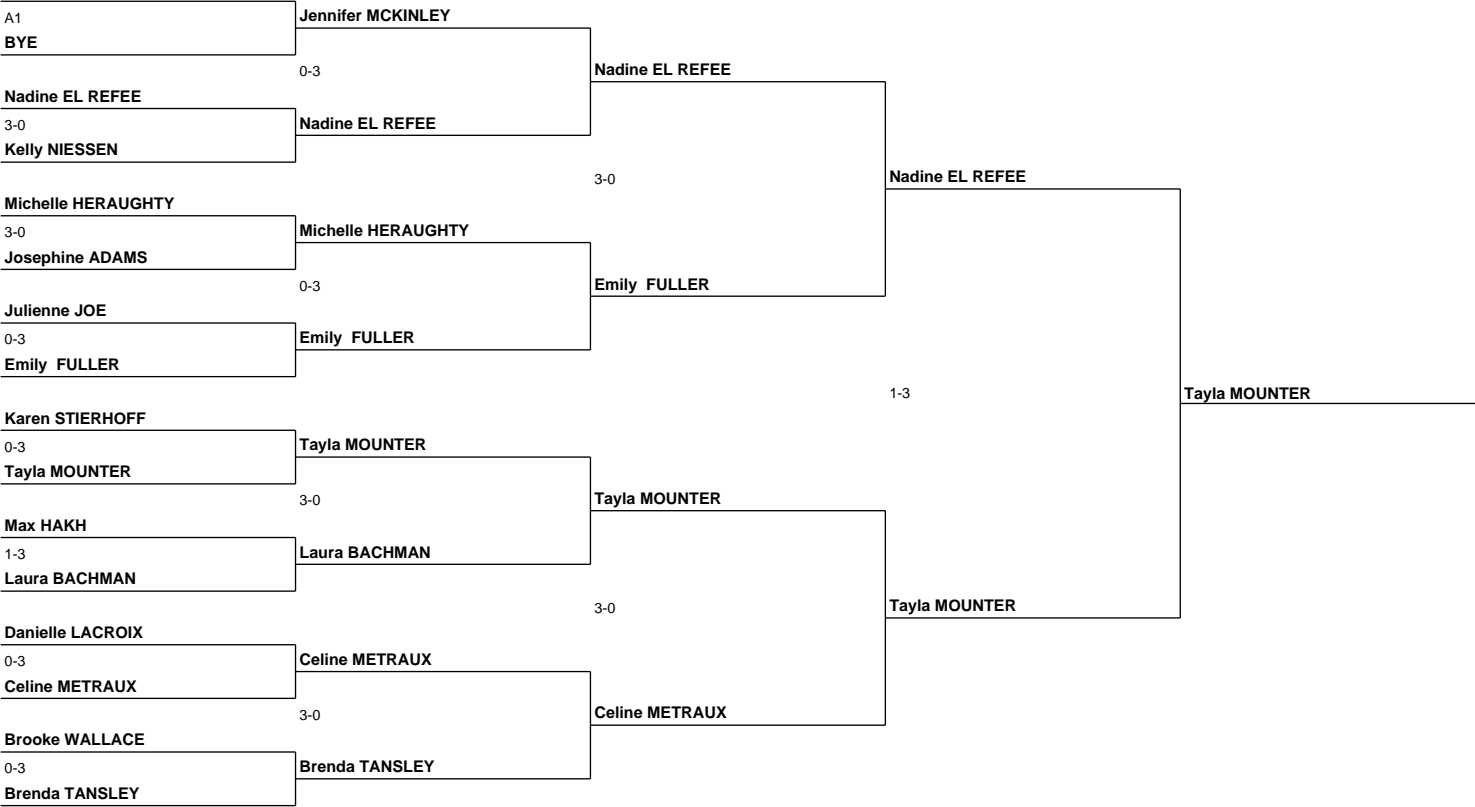 A1
BYE
Nadine EL REFEE
3-0
Kelly NIESSEN
Michelle HERAUGHTY
3-0
Josephine ADAMS
Julienne JOE
0-3
Emily FULLER
Karen STIERHOFF
0-3
Tayla MOUNTER
Max HAKH
1-3
Laura BACHMAN
Danielle LACROIX
0-3
Celine METRAUX
Brooke WALLACE
0-3
Brenda TANSLEY
Jennifer MCKINLEY
0-3
Nadine EL REFEE
Michelle HERAUGHTY
0-3
Emily FULLER
Tayla MOUNTER
3-0
Laura BACHMAN
Celine METRAUX
3-0
Brenda TANSLEY
Nadine EL REFEE
3-0
Emily FULLER
Tayla MOUNTER
3-0
Celine METRAUX
Nadine EL REFEE
1-3
Tayla MOUNTER
Tayla MOUNTER